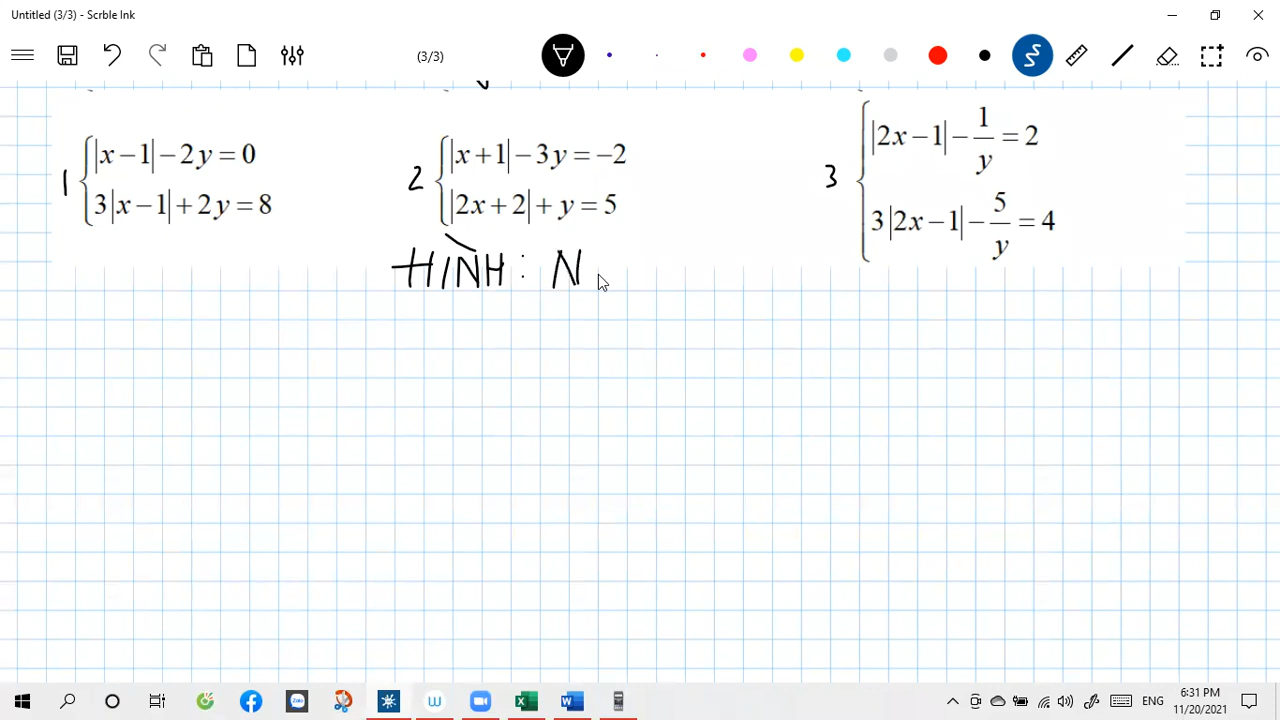 Untitled (3/3) - Scrble Ink
(3/3)
1 {|x−1|−2y=0
3|x−1|+2y=8
2 {|x+1|−3y=−2
|2x+2|+y=5
3 {|2x−1|−1/y=2
3|2x−1|−5/y=4
HÌNH : N
Zalo
W
X
W
ENG
6:31 PM
11/20/2021